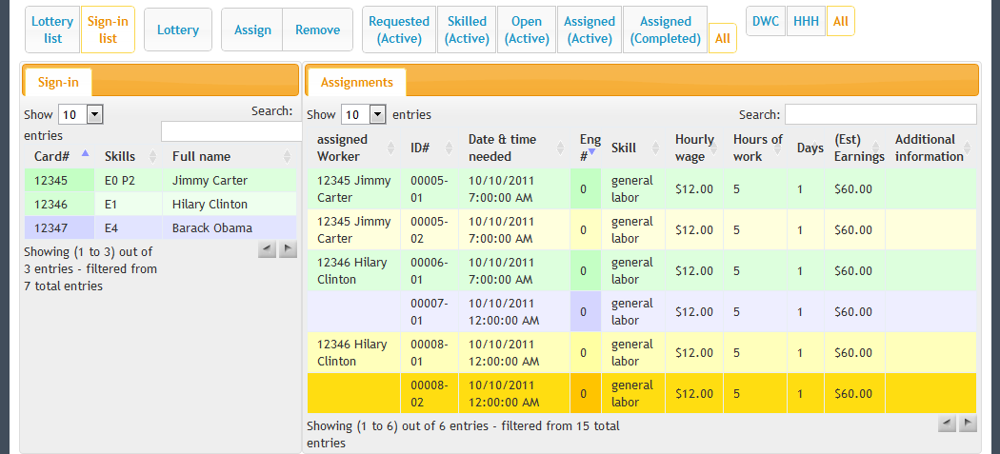 Lottery list
Sign-in list
Lottery
Assign
Remove
Requested (Active)
Skilled (Active)
Open (Active)
Assigned (Active)
Assigned (Completed)
All
DWC
HHH
All
Sign-in
Show 10 entries
Search:
Card# Skills Full name
12345 E0 P2 Jimmy Carter
12346 E1 Hilary Clinton
12347 E4 Barack Obama
Showing (1 to 3) out of
3 entries - filtered from
7 total entries
Assignments
Show 10 entries
Search:
assigned Worker ID# Date & time needed Eng # Skill Hourly wage Hours of work Days (Est) Earnings Additional information
12345 Jimmy Carter 00005-01 10/10/2011 7:00:00 AM 0 general labor $12.00 5 1 $60.00
12345 Jimmy Carter 00005-02 10/10/2011 7:00:00 AM 0 general labor $12.00 5 1 $60.00
12346 Hilary Clinton 00006-01 10/10/2011 7:00:00 AM 0 general labor $12.00 5 1 $60.00
00007-01 10/10/2011 12:00:00 AM 0 general labor $12.00 5 1 $60.00
12346 Hilary Clinton 00008-01 10/10/2011 12:00:00 AM 0 general labor $12.00 5 1 $60.00
00008-02 10/10/2011 12:00:00 AM 0 general labor $12.00 5 1 $60.00
Showing (1 to 6) out of 6 entries - filtered from 15 total
entries